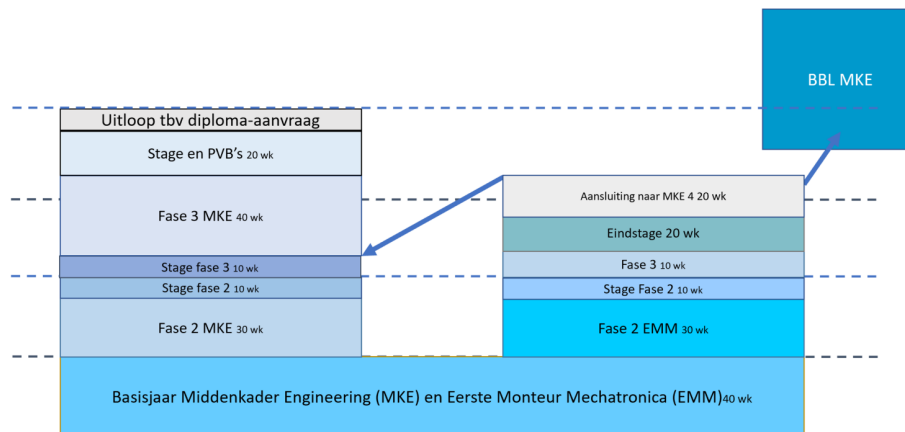 BBL MKE
Uitloop tbv diploma-aanvraag
Stage en PVB's 20 wk
Fase 3 MKE 40 wk
Stage fase 3 10 wk
Stage fase 2 10 wk
Fase 2 MKE 30 wk
Aansluiting naar MKE 4 20 wk
Eindstage 20 wk
Fase 3 10 wk
Stage Fase 2 10 wk
Fase 2 EMM 30 wk
Basisjaar Middenkader Engineering (MKE) en Eerste Monteur Mechatronica (EMM)40 wk